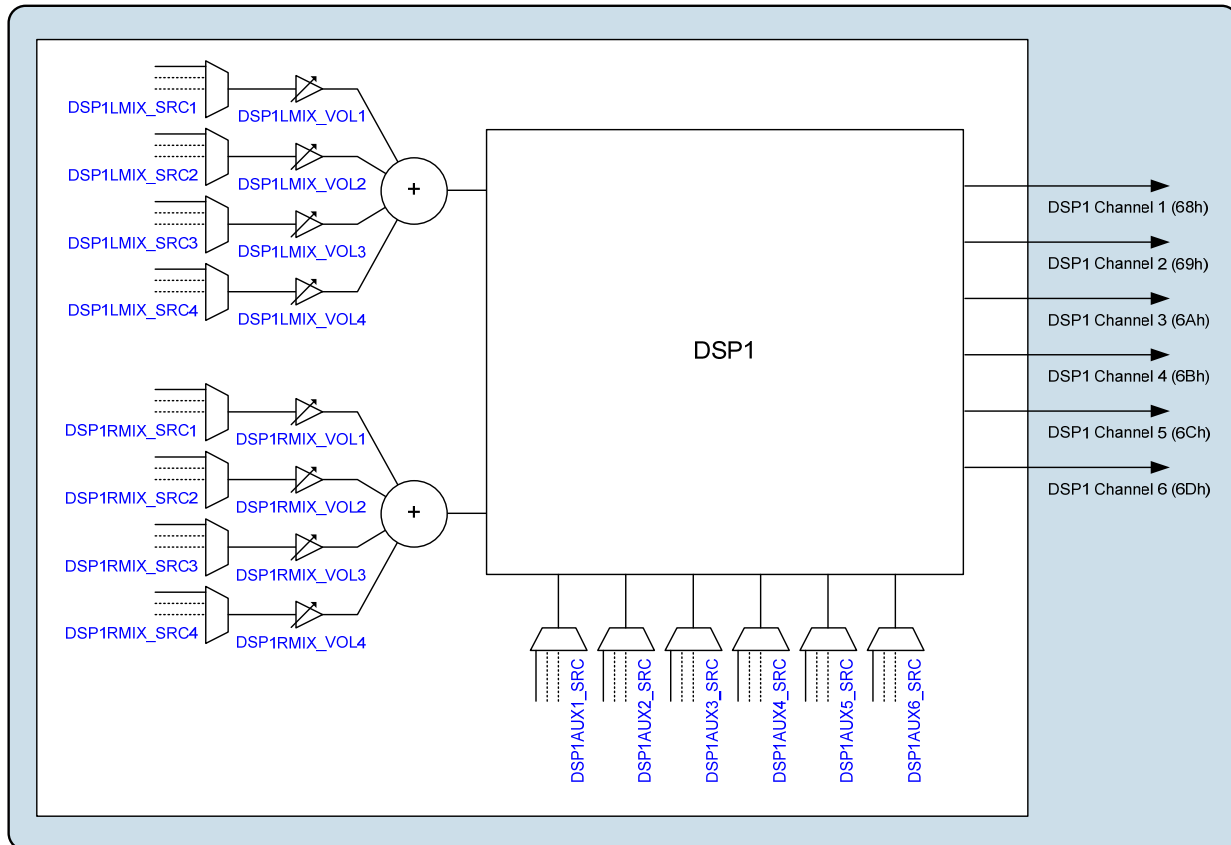 DSP1LMIX_SRC1
DSP1LMIX_VOL1
DSP1LMIX_SRC2
DSP1LMIX_VOL2
DSP1LMIX_SRC3
DSP1LMIX_VOL3
DSP1LMIX_SRC4
DSP1LMIX_VOL4
+
DSP1RMIX_SRC1
DSP1RMIX_VOL1
DSP1RMIX_SRC2
DSP1RMIX_VOL2
DSP1RMIX_SRC3
DSP1RMIX_VOL3
DSP1RMIX_SRC4
DSP1RMIX_VOL4
+
DSP1
DSP1AUX1_SRC
DSP1AUX2_SRC
DSP1AUX3_SRC
DSP1AUX4_SRC
DSP1AUX5_SRC
DSP1AUX6_SRC
DSP1 Channel 1 (68h)
DSP1 Channel 2 (69h)
DSP1 Channel 3 (6Ah)
DSP1 Channel 4 (6Bh)
DSP1 Channel 5 (6Ch)
DSP1 Channel 6 (6Dh)